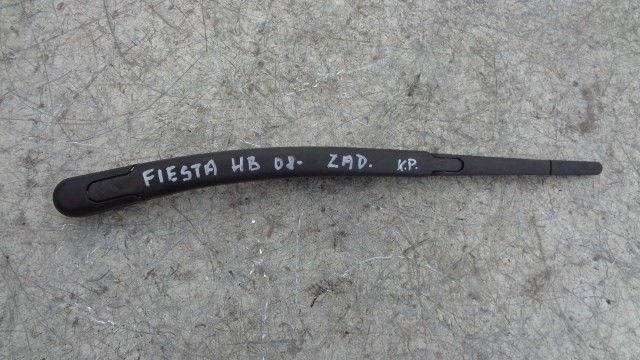 FIESTA HB 08- ZAD. K.P.